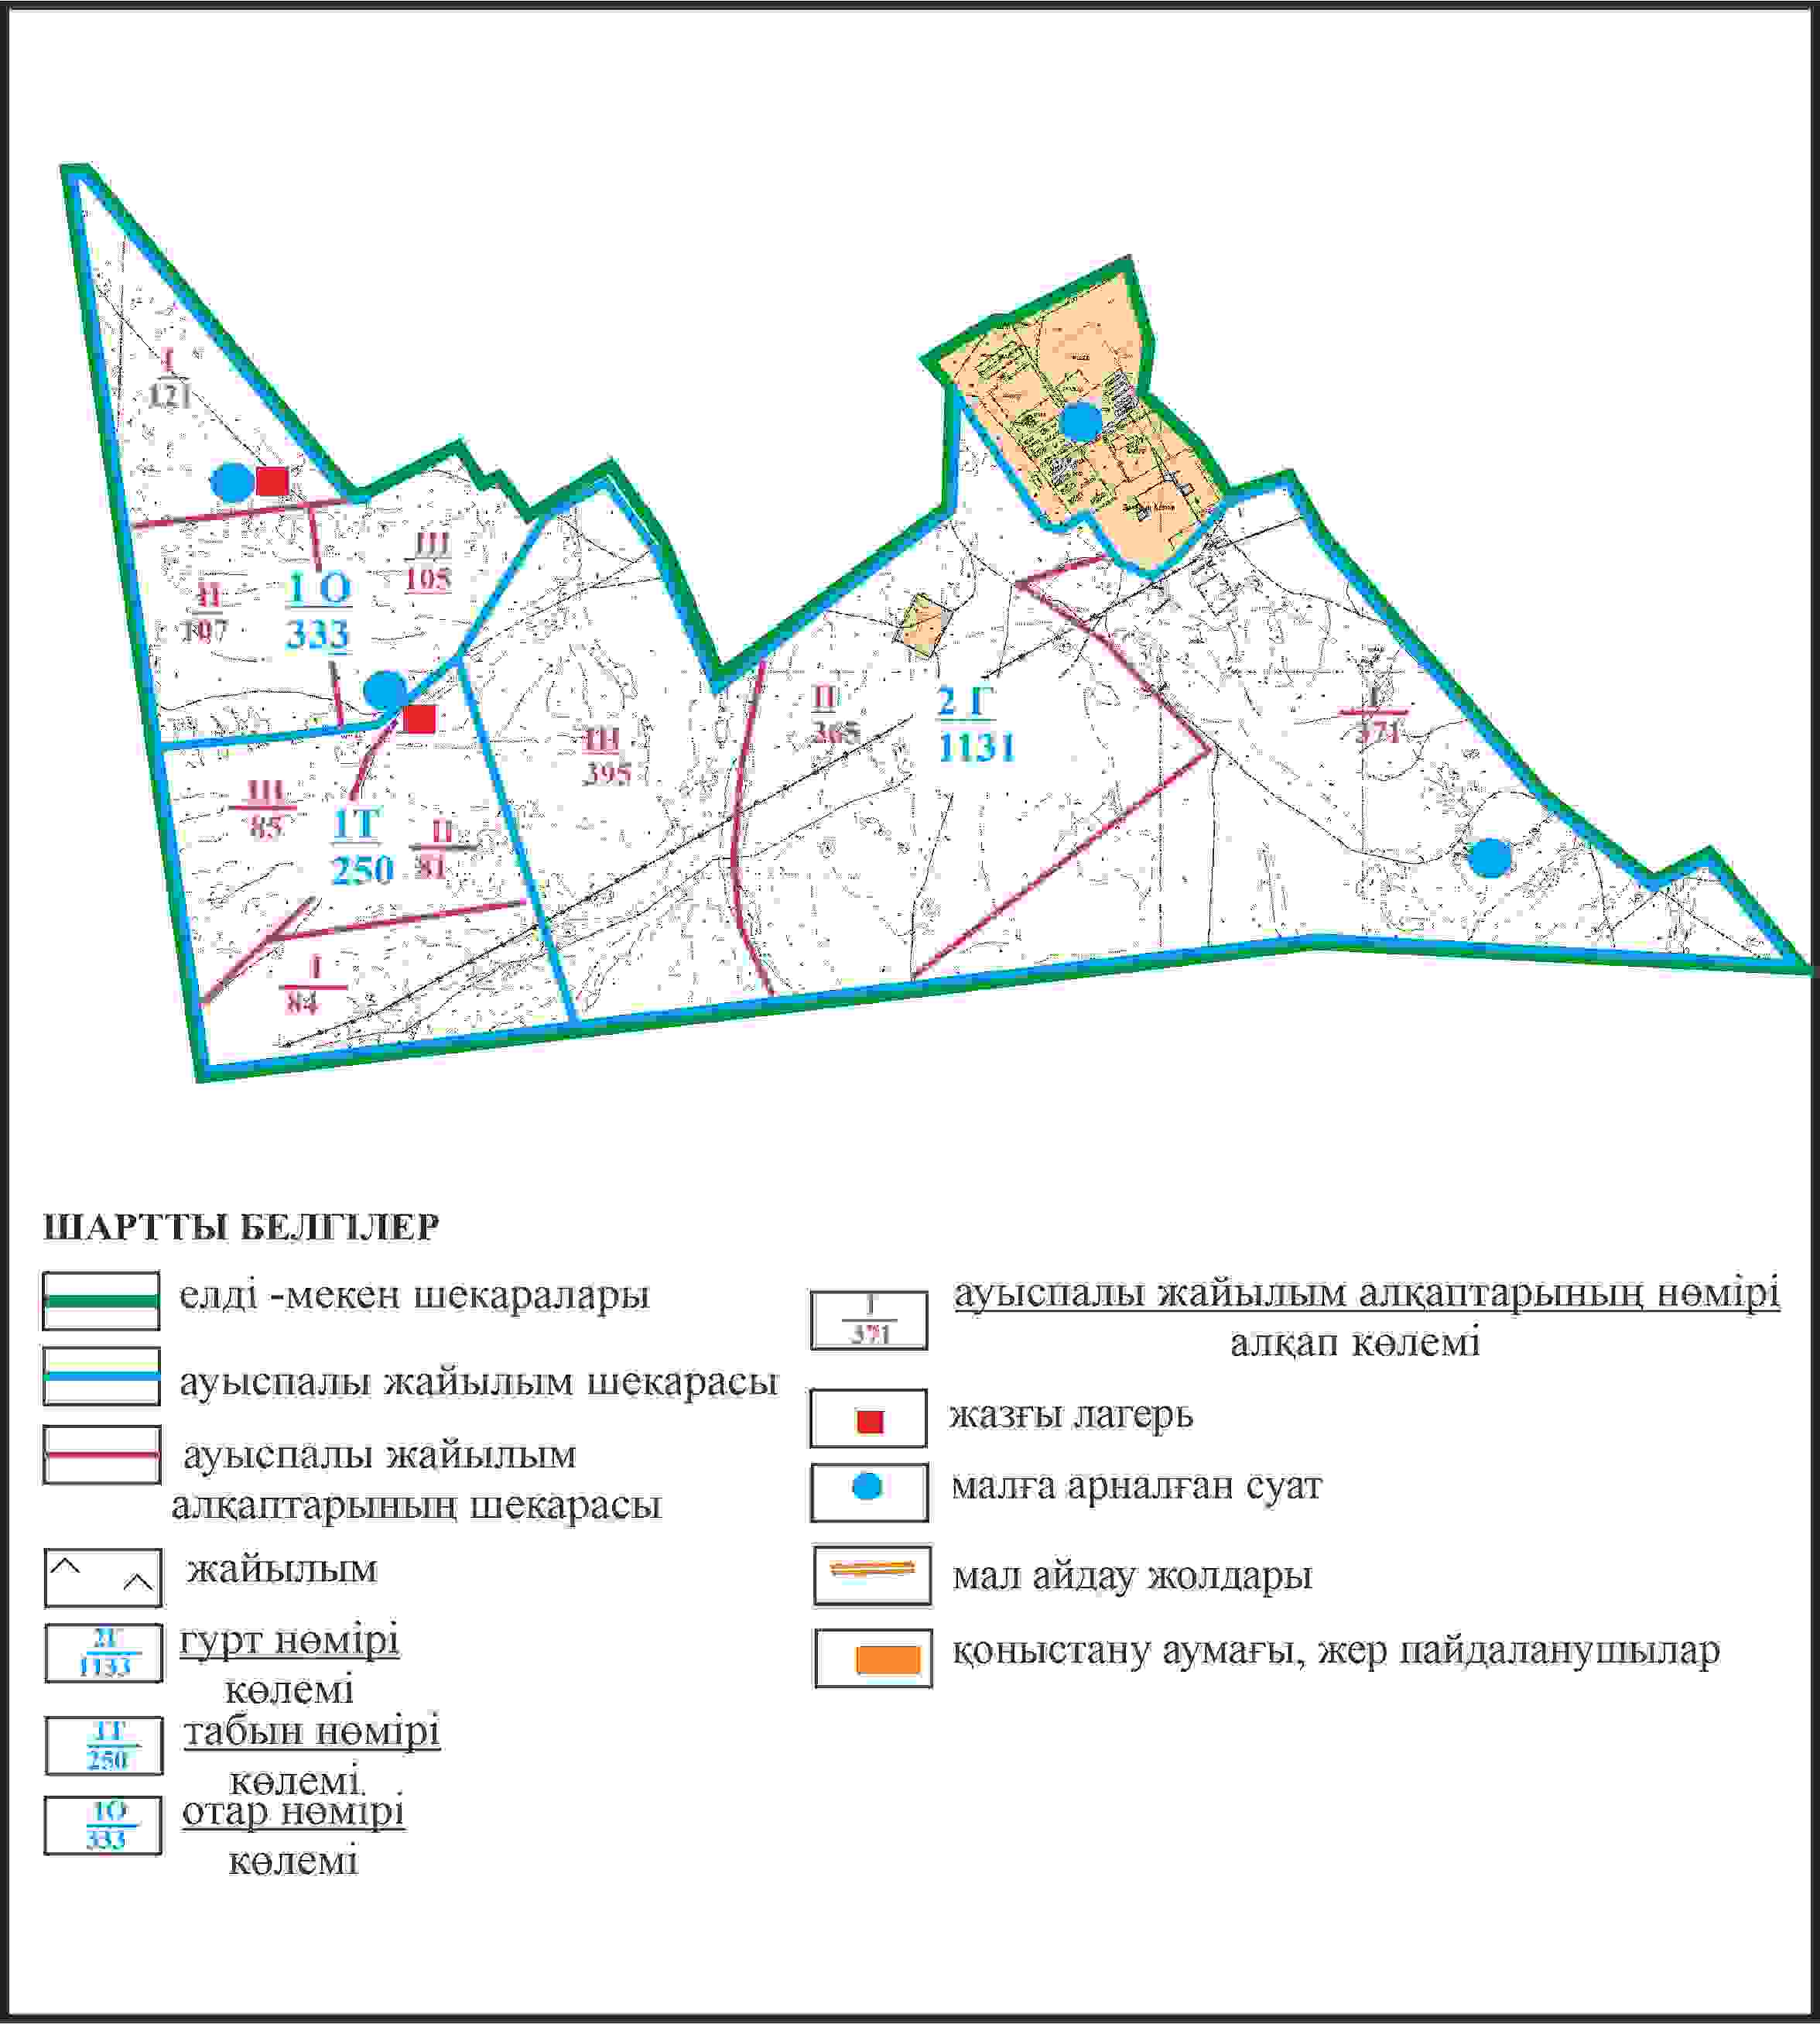 I
121
III
105
II
107
1 О
333
III
395
II
365
2 Г
1131
I
371
III
85
1Т
250
II
81
I
84
ШАРТТЫ БЕЛГІЛЕР
елді -мекен шекаралары
ауыспалы жайылым шекарасы
ауыспалы жайылым
алқаптарының шекарасы
жайылым
2Г
1133
гурт нөмірі
көлемі
1Т
250
табын нөмірі
көлемі
1О
333
отар нөмірі
көлемі
I
371
ауыспалы жайылым алқаптарының нөмірі
алқап көлемі
жазғы лагерь
малға арналған суат
мал айдау жолдары
қоныстану аумағы, жер пайдаланушылар